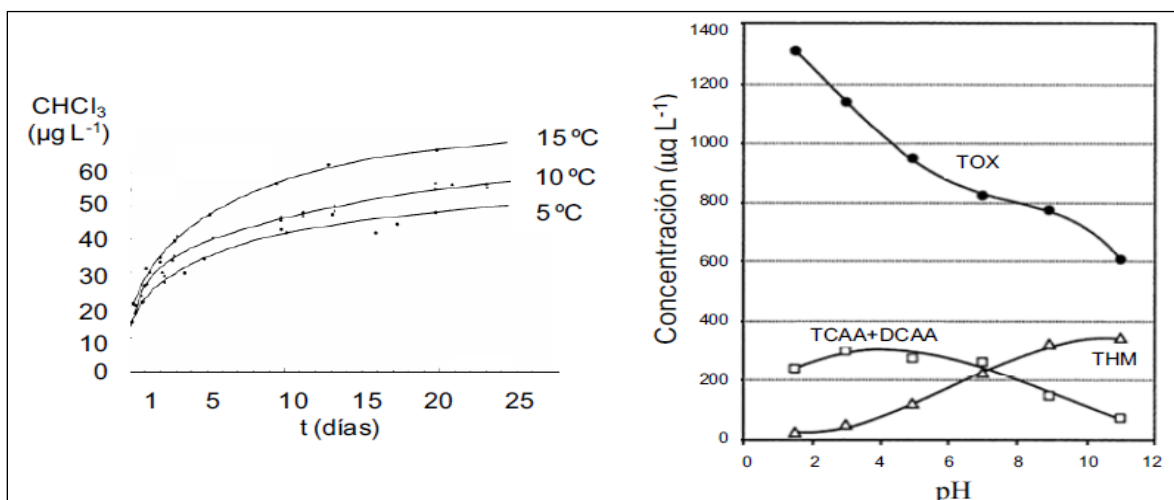 CHCl₃
(µg L⁻¹)
60
50
40
30
20
10
0
1 5 10 15 20 25
t (días)
15 ºC
10 ºC
5 ºC
Concentración (µq L⁻¹)
1400
1200
1000
800
600
400
200
0
0 2 4 6 8 10 12
pH
TOX
TCAA+DCAA
THM